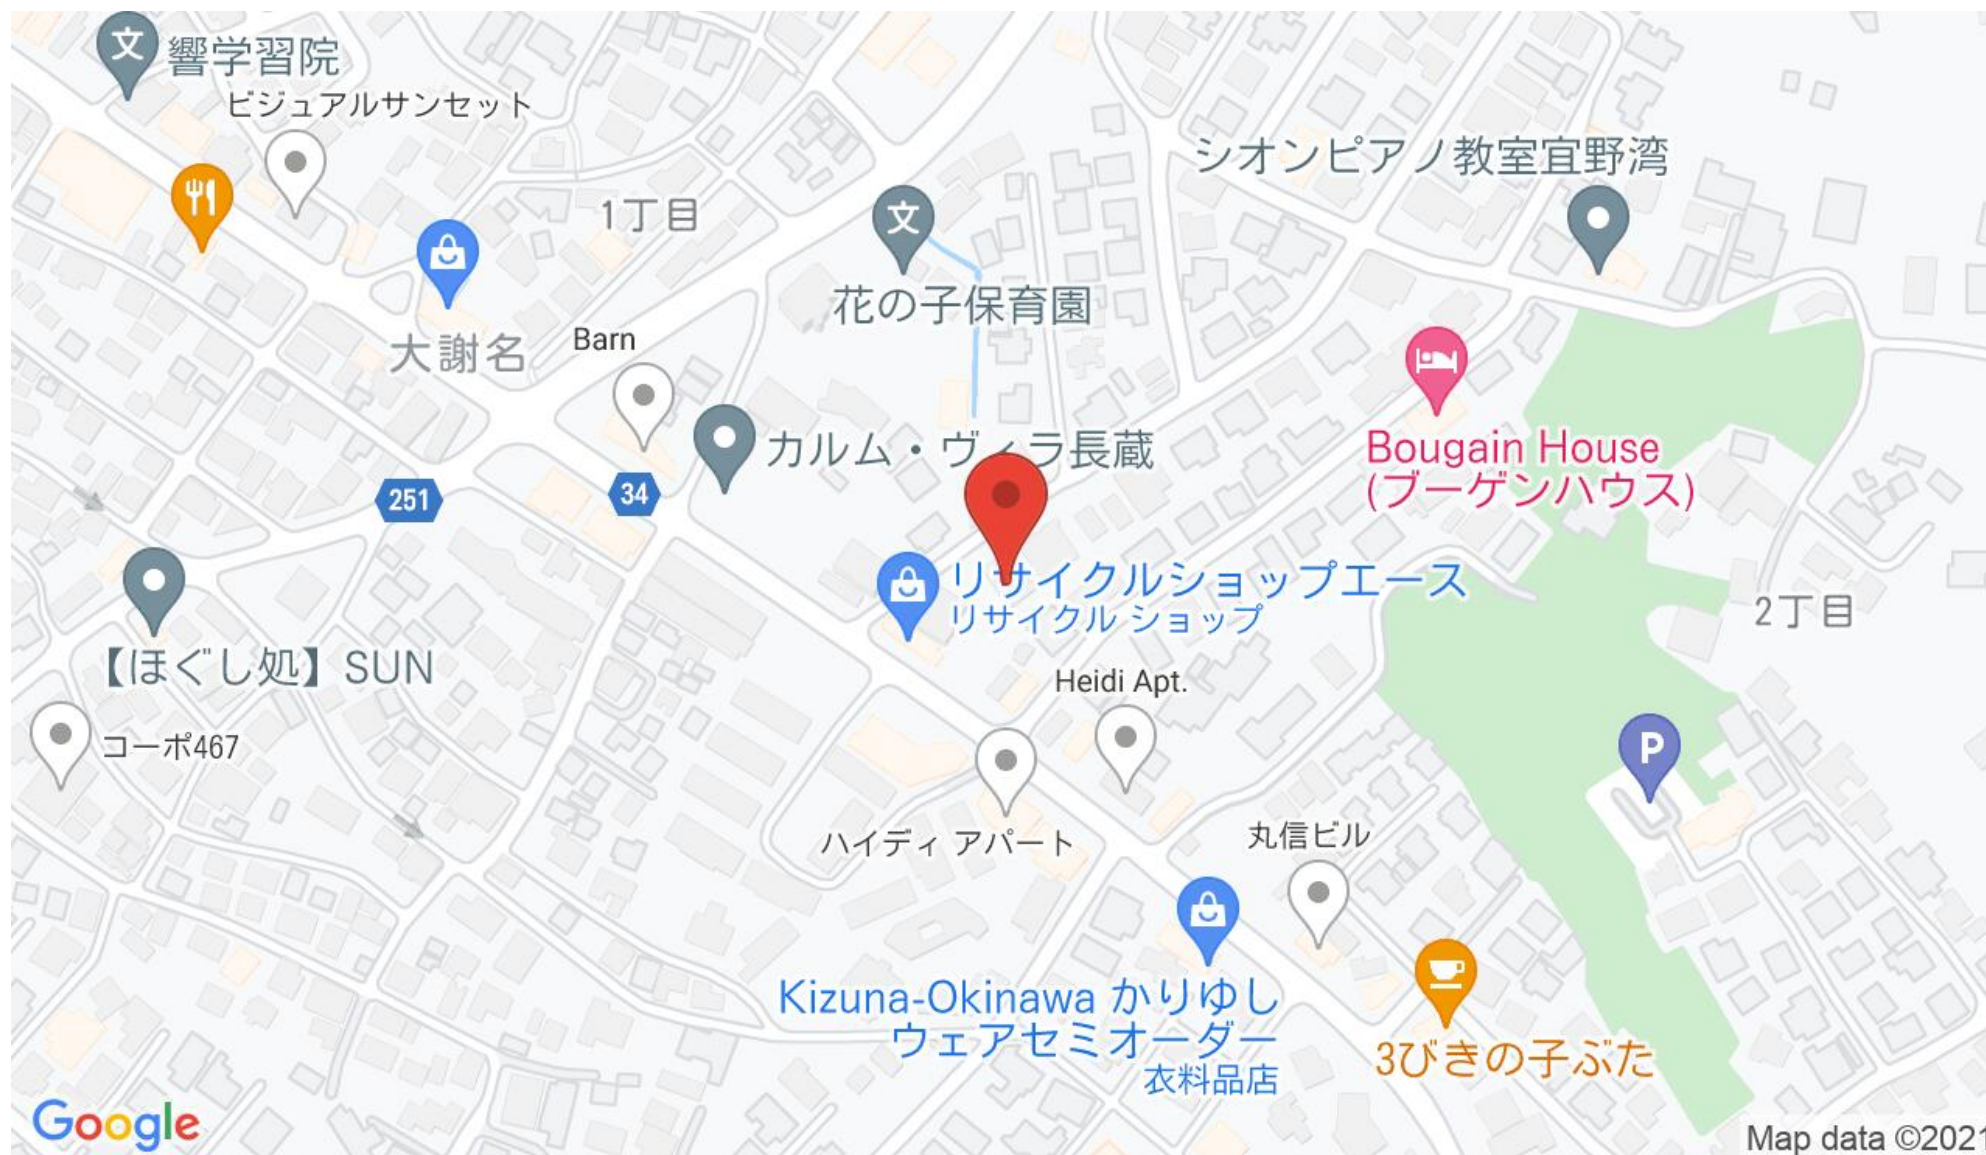 文
響学習院
ビジュアルサンセット
シオンピアノ教室宜野湾
1丁目
文
大謝名
花の子保育園
Barn
カルム・ヴィラ長蔵
Bougain House
(ブーゲンハウス)
251
34
リサイクルショップエース
リサイクル ショップ
2丁目
【ほぐし処】SUN
Heidi Apt.
コーポ467
P
ハイディ アパート
丸信ビル
Kizuna-Okinawa かりゆし
ウェアセミオーダー
衣料品店
3びきの子ぶた
Google
Map data ©2021